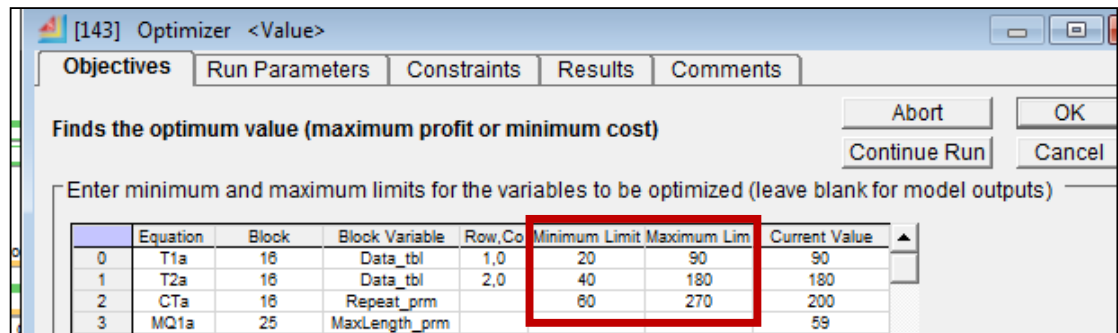 [143] Optimizer <Value>
Objectives Run Parameters Constraints Results Comments
Abort OK
Finds the optimum value (maximum profit or minimum cost)
Continue Run Cancel
Enter minimum and maximum limits for the variables to be optimized (leave blank for model outputs)
Equation Block Block Variable Row,Co Minimum Limit Maximum Lim Current Value
0 T1a 16 Data_tbl 1,0 20 90 90
1 T2a 16 Data_tbl 2,0 40 180 180
2 CTa 16 Repeat_prm 60 270 200
3 MQ1a 25 MaxLength_prm 59